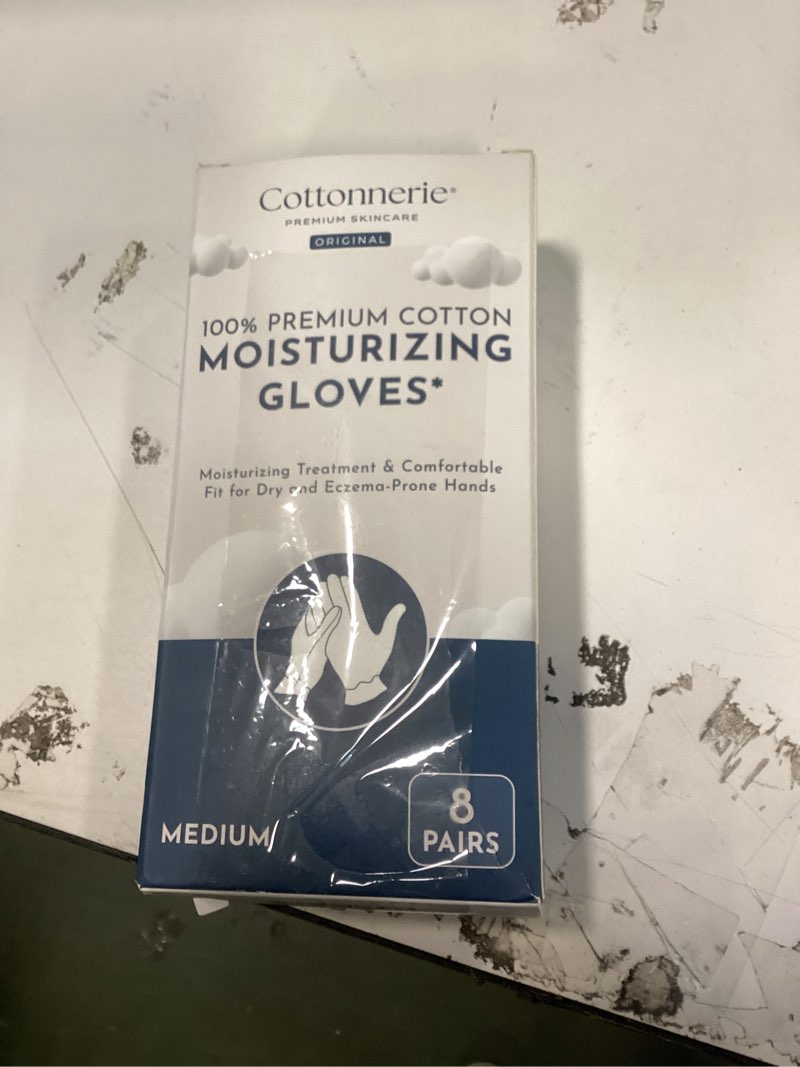 Cottonnerie®
PREMIUM SKINCARE
ORIGINAL
100% PREMIUM COTTON
MOISTURIZING
GLOVES*
Moisturizing Treatment & Comfortable
Fit for Dry and Eczema-Prone Hands
MEDIUM
8
PAIRS